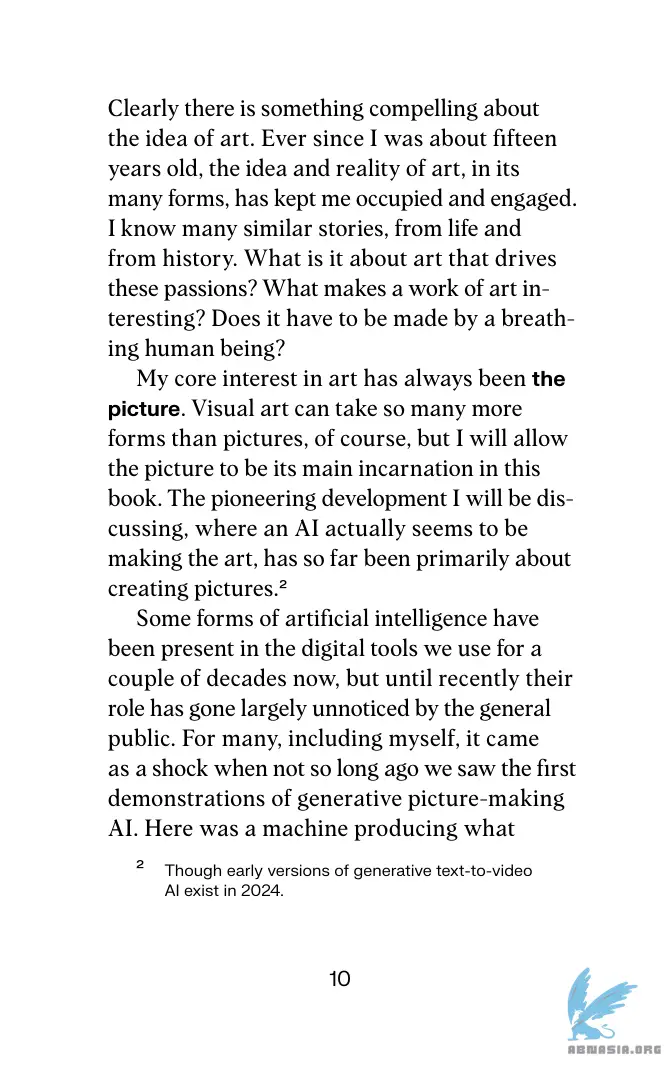 Clearly there is something compelling about
the idea of art. Ever since I was about fifteen
years old, the idea and reality of art, in its
many forms, has kept me occupied and engaged.
I know many similar stories, from life and
from history. What is it about art that drives
these passions? What makes a work of art in-
teresting? Does it have to be made by a breath-
ing human being?
My core interest in art has always been the
picture. Visual art can take so many more
forms than pictures, of course, but I will allow
the picture to be its main incarnation in this
book. The pioneering development I will be dis-
cussing, where an AI actually seems to be
making the art, has so far been primarily about
creating pictures.²
Some forms of artificial intelligence have
been present in the digital tools we use for a
couple of decades now, but until recently their
role has gone largely unnoticed by the general
public. For many, including myself, it came
as a shock when not so long ago we saw the first
demonstrations of generative picture-making
AI. Here was a machine producing what
² Though early versions of generative text-to-video
AI exist in 2024.
10
ABNASIA.ORG